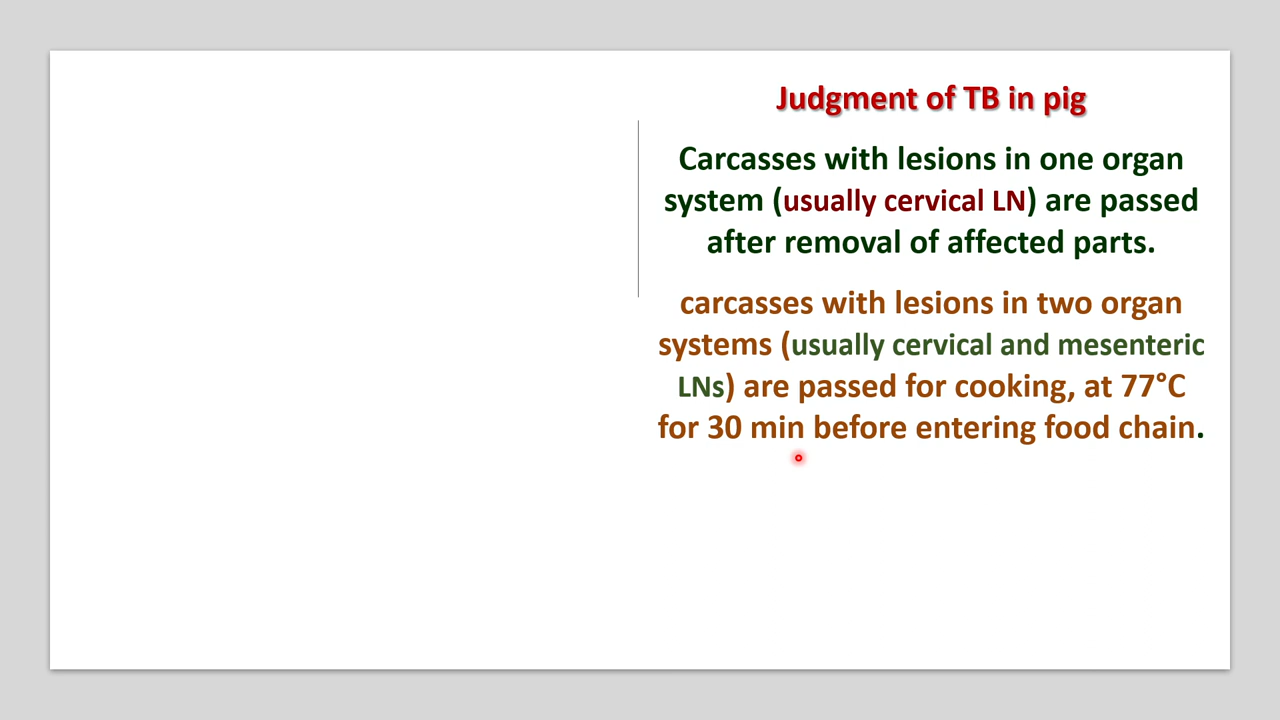 Judgment of TB in pig
Carcasses with lesions in one organ
system (usually cervical LN) are passed
after removal of affected parts.
carcasses with lesions in two organ
systems (usually cervical and mesenteric
LNs) are passed for cooking, at 77°C
for 30 min before entering food chain.